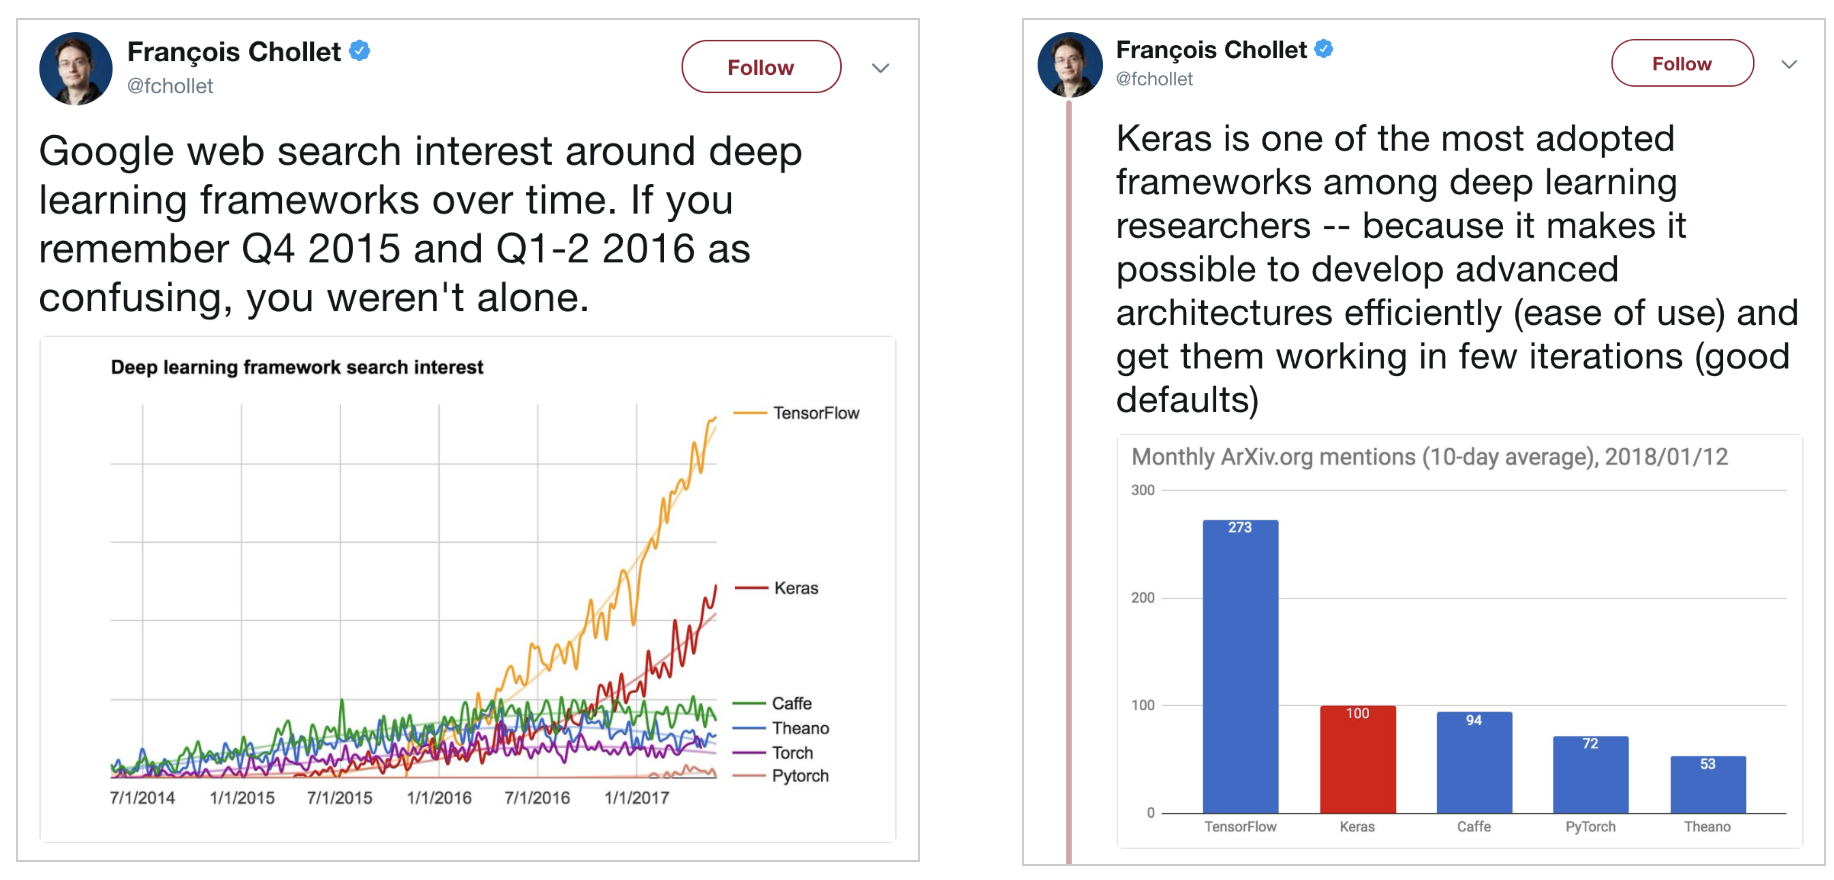 François Chollet
@fchollet
Follow
Google web search interest around deep
learning frameworks over time. If you
remember Q4 2015 and Q1-2 2016 as
confusing, you weren't alone.
Deep learning framework search interest
TensorFlow
Keras
Caffe
Theano
Torch
Pytorch
7/1/2014 1/1/2015 7/1/2015 1/1/2016 7/1/2016 1/1/2017
François Chollet
@fchollet
Follow
Keras is one of the most adopted
frameworks among deep learning
researchers -- because it makes it
possible to develop advanced
architectures efficiently (ease of use) and
get them working in few iterations (good
defaults)
Monthly ArXiv.org mentions (10-day average), 2018/01/12
300
273
200
100
100
94
72
53
0
TensorFlow Keras Caffe PyTorch Theano